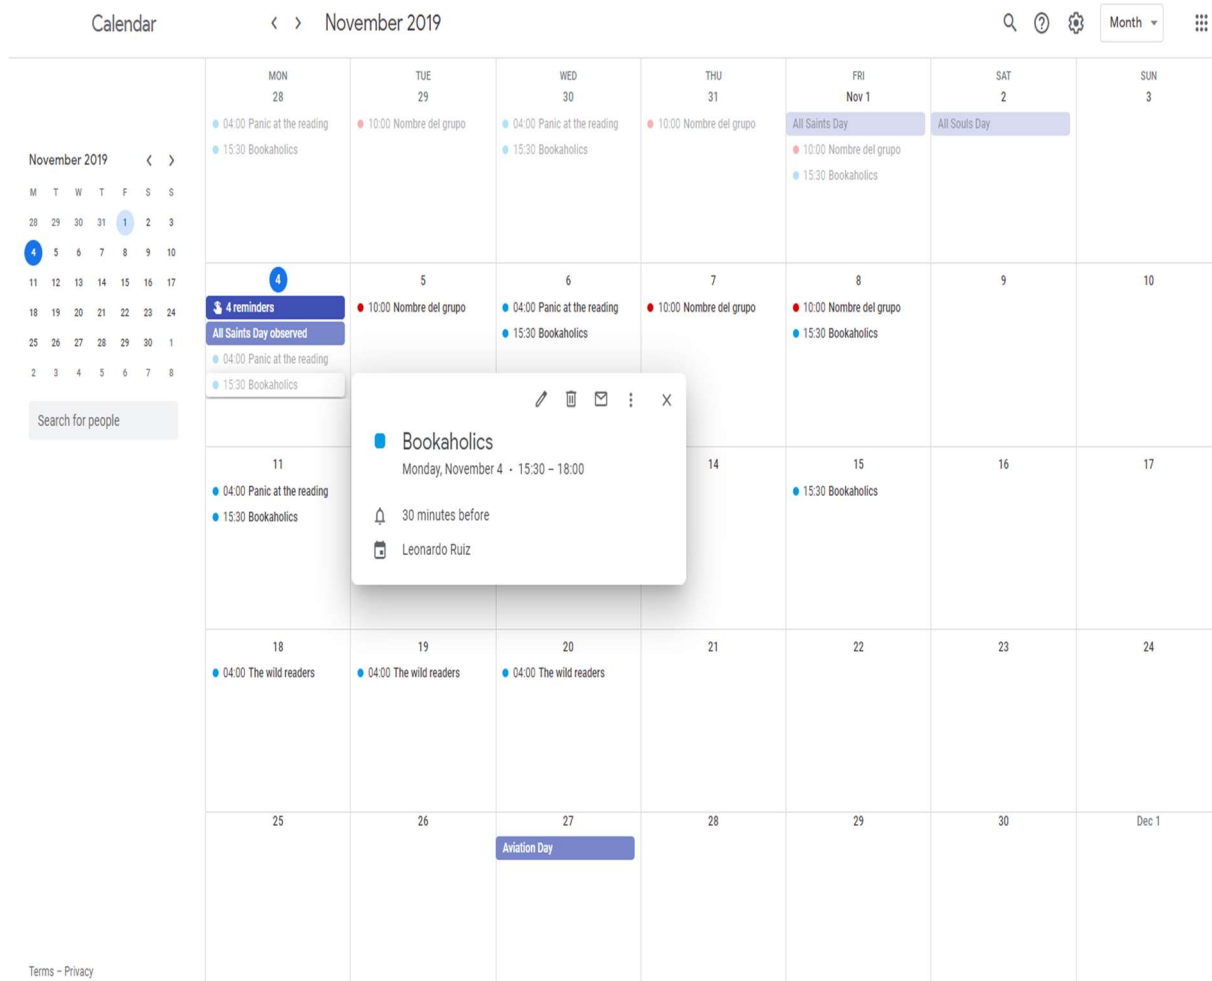 Calendar
November 2019
Month
November 2019
M T W T F S S
28 29 30 31 1 2 3
4 5 6 7 8 9 10
11 12 13 14 15 16 17
18 19 20 21 22 23 24
25 26 27 28 29 30 1
2 3 4 5 6 7 8
Search for people
Terms – Privacy
MON TUE WED THU FRI SAT SUN
28 29 30 31 Nov 1 2 3
04:00 Panic at the reading
15:30 Bookaholics
10:00 Nombre del grupo
04:00 Panic at the reading
15:30 Bookaholics
10:00 Nombre del grupo
All Saints Day
10:00 Nombre del grupo
15:30 Bookaholics
All Souls Day
4 5 6 7 8 9 10
4 reminders
All Saints Day observed
04:00 Panic at the reading
15:30 Bookaholics
10:00 Nombre del grupo
04:00 Panic at the reading
15:30 Bookaholics
10:00 Nombre del grupo
10:00 Nombre del grupo
15:30 Bookaholics
Bookaholics
Monday, November 4 · 15:30 – 18:00
30 minutes before
Leonardo Ruiz
11 14 15 16 17
04:00 Panic at the reading
15:30 Bookaholics
15:30 Bookaholics
18 19 20 21 22 23 24
04:00 The wild readers
04:00 The wild readers
04:00 The wild readers
25 26 27 28 29 30 Dec 1
Aviation Day